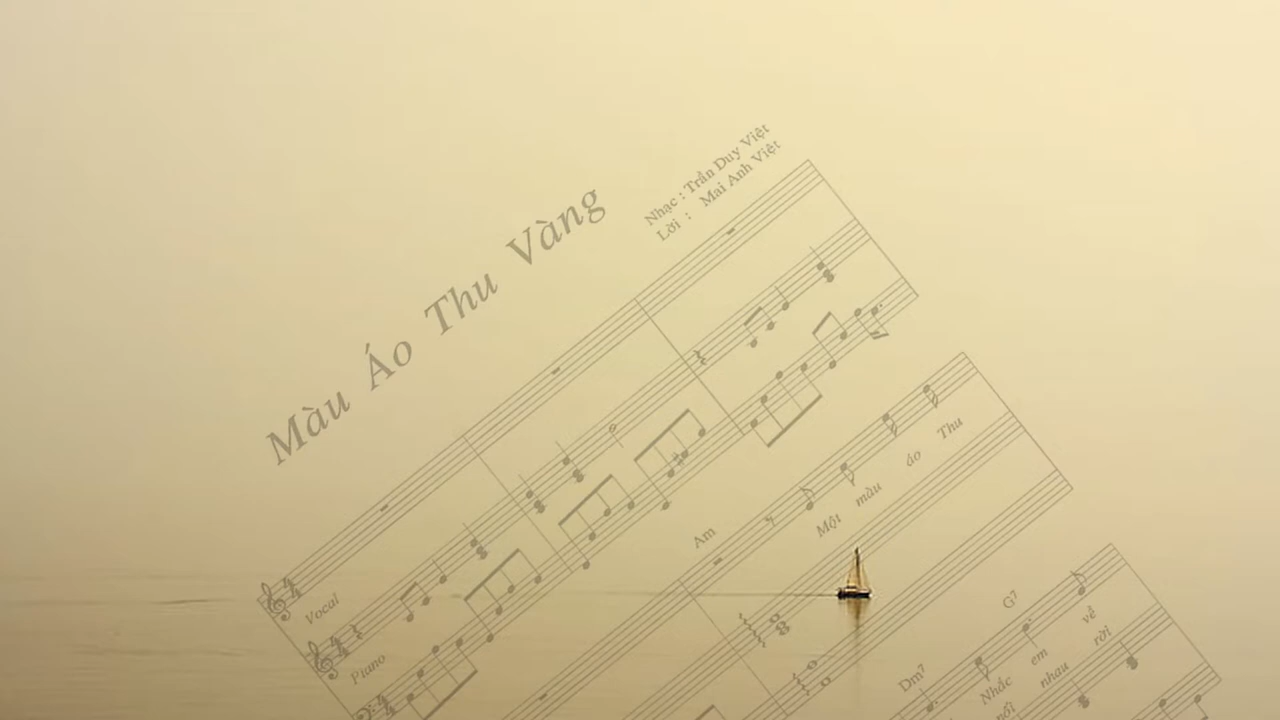 Màu Áo Thu Vàng
Nhạc : Trần Duy Việt
Lời : Mai Anh Việt
Vocal
Piano
Am
Một màu áo Thu
Dm7 G7
Nhắc em về
nối nhau rời